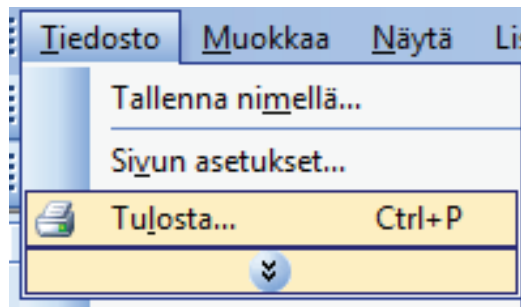 Tiedosto Muokkaa Näytä
Tallenna nimellä...
Sivun asetukset...
Tulosta... Ctrl+P